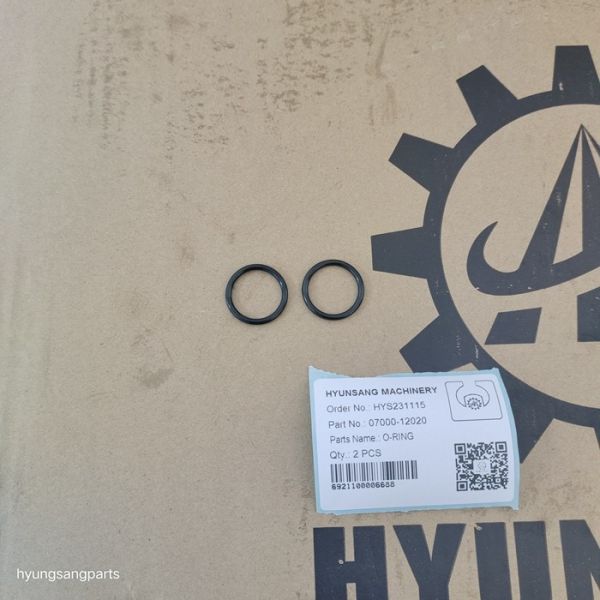 HYUNSANG MACHINERY
Order No.: HYS231115
Part No.: 07000-12020
Parts Name.: O-RING
Qty.: 2 PCS
6921100006688
HYUN
hyungsangparts